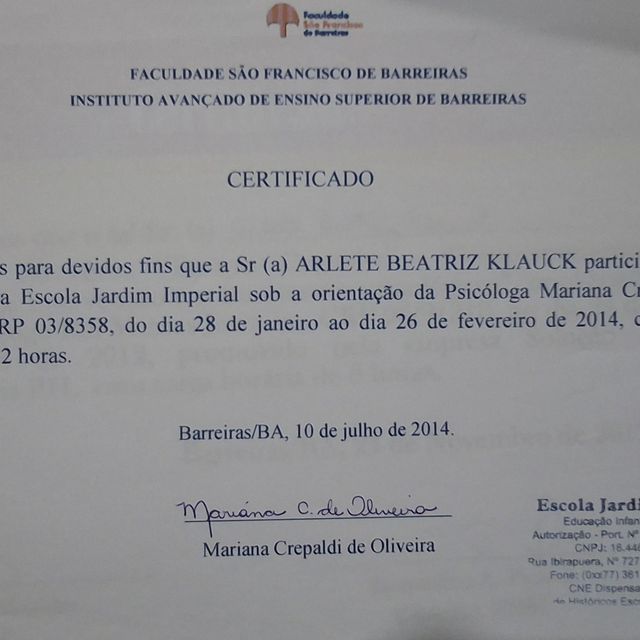 Faculdade
São Francisco
de Barreiras
FACULDADE SÃO FRANCISCO DE BARREIRAS
INSTITUTO AVANÇADO DE ENSINO SUPERIOR DE BARREIRAS
CERTIFICADO
s para devidos fins que a Sr (a) ARLETE BEATRIZ KLAUCK partici
a Escola Jardim Imperial sob a orientação da Psicóloga Mariana Cr
RP 03/8358, do dia 28 de janeiro ao dia 26 de fevereiro de 2014, c
2 horas.
Barreiras/BA, 10 de julho de 2014.
Mariana C. de Oliveira
Mariana Crepaldi de Oliveira
Escola Jardi
Educação Infan
Autorização - Port. Nº
CNPJ: 18.44
Rua Ibirapuera, Nº 727
Fone: (0xx77) 361
CNE Dispensa
de Históricos Esco